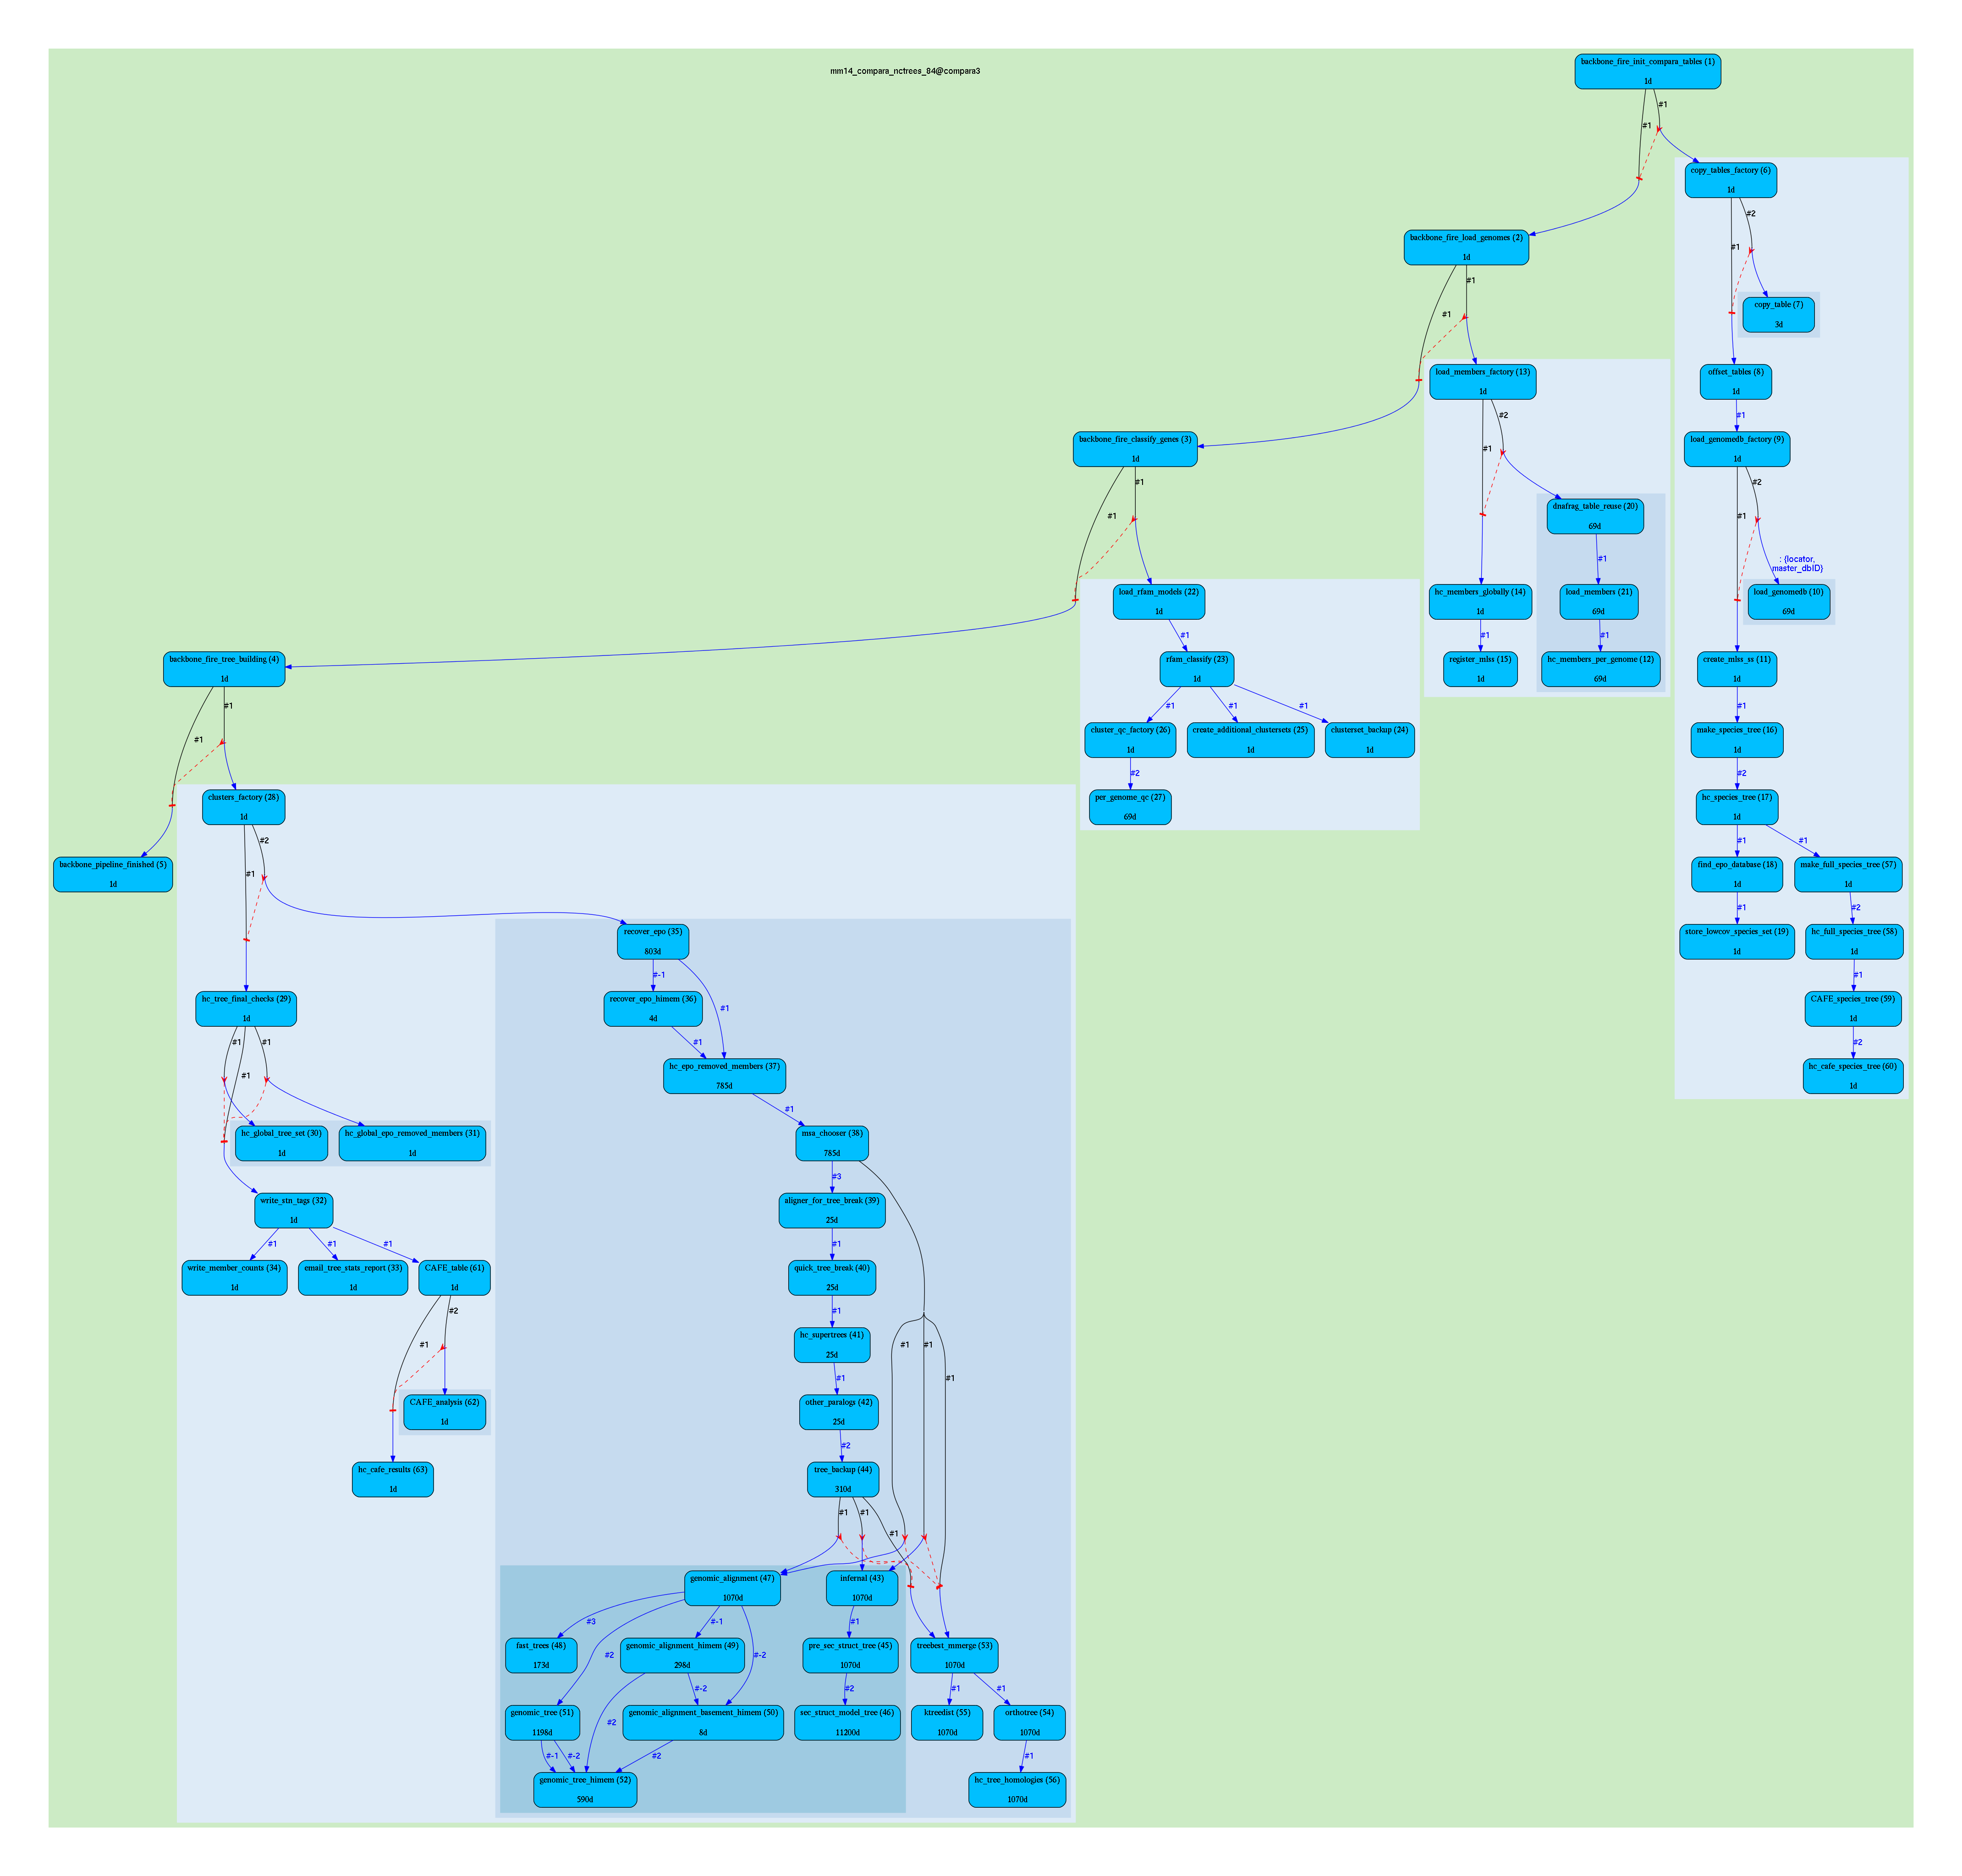 mm14_compara_nctrees_84@compara3
backbone_fire_init_compara_tables (1)
1d
#1
#1
copy_tables_factory (6)
1d
#2
#1
backbone_fire_load_genomes (2)
1d
#1
#1
copy_table (7)
3d
load_members_factory (13)
1d
#2
#1
offset_tables (8)
1d
#1
backbone_fire_classify_genes (3)
1d
#1
#1
load_genomedb_factory (9)
1d
#2
#1
: {locator,
master_dbID}
dnafrag_table_reuse (20)
69d
#1
load_rfam_models (22)
1d
#1
hc_members_globally (14)
1d
#1
load_members (21)
69d
#1
load_genomedb (10)
69d
backbone_fire_tree_building (4)
1d
#1
#1
rfam_classify (23)
1d
#1
#1
#1
register_mlss (15)
1d
hc_members_per_genome (12)
69d
create_mlss_ss (11)
1d
#1
cluster_qc_factory (26)
1d
#2
create_additional_clustersets (25)
1d
clusterset_backup (24)
1d
make_species_tree (16)
1d
#2
clusters_factory (28)
1d
#2
#1
per_genome_qc (27)
69d
hc_species_tree (17)
1d
#1
#1
backbone_pipeline_finished (5)
1d
find_epo_database (18)
1d
#1
make_full_species_tree (57)
1d
#2
recover_epo (35)
803d
#-1
#1
store_lowcov_species_set (19)
1d
hc_full_species_tree (58)
1d
#1
hc_tree_final_checks (29)
1d
#1
#1
#1
recover_epo_himem (36)
4d
#1
CAFE_species_tree (59)
1d
#2
hc_epo_removed_members (37)
785d
#1
hc_cafe_species_tree (60)
1d
hc_global_tree_set (30)
1d
hc_global_epo_removed_members (31)
1d
msa_chooser (38)
785d
#3
write_stn_tags (32)
1d
#1
#1
#1
aligner_for_tree_break (39)
25d
#1
write_member_counts (34)
1d
email_tree_stats_report (33)
1d
CAFE_table (61)
1d
#2
#1
quick_tree_break (40)
25d
#1
hc_supertrees (41)
25d
#1
#1
#1
#1
CAFE_analysis (62)
1d
other_paralogs (42)
25d
#2
hc_cafe_results (63)
1d
tree_backup (44)
310d
#1
#1
#1
genomic_alignment (47)
1070d
#3
#2
#-1
#-2
infernal (43)
1070d
#1
fast_trees (48)
173d
genomic_alignment_himem (49)
298d
#-2
#2
pre_sec_struct_tree (45)
1070d
#2
treebest_mmerge (53)
1070d
#1
#1
genomic_tree (51)
1198d
#-1
#-2
genomic_alignment_basement_himem (50)
8d
#2
sec_struct_model_tree (46)
11200d
ktreedist (55)
1070d
orthotree (54)
1070d
#1
genomic_tree_himem (52)
590d
hc_tree_homologies (56)
1070d